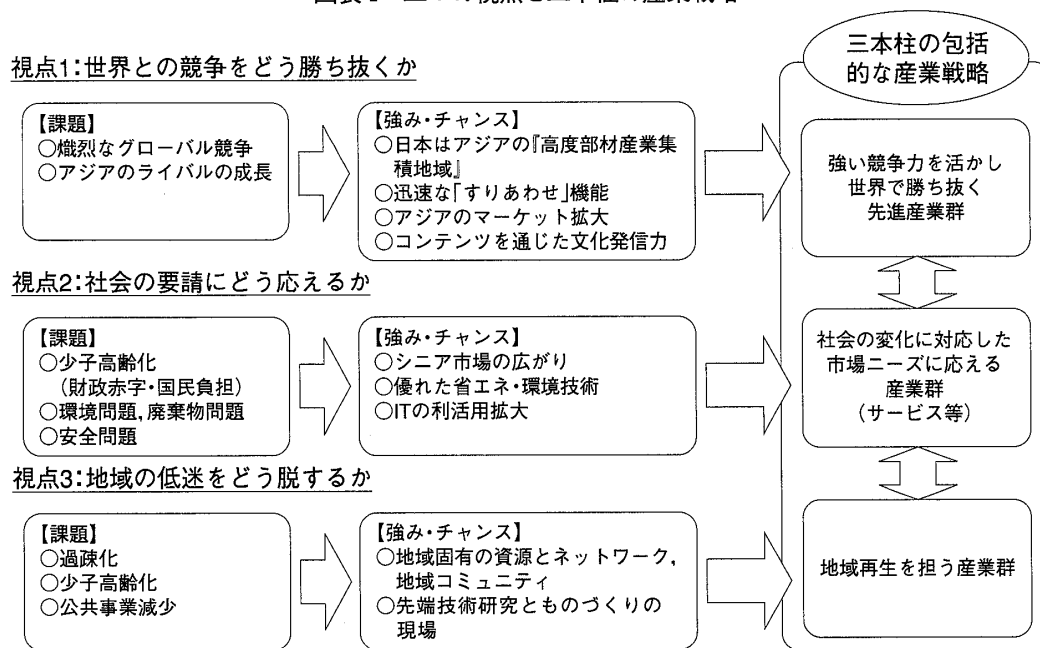 三本柱の包括
的な産業戦略
視点1:世界との競争をどう勝ち抜くか
【課題】
○熾烈なグローバル競争
○アジアのライバルの成長
【強み・チャンス】
○日本はアジアの『高度部材産業集
積地域』
○迅速な「すりあわせ」機能
○アジアのマーケット拡大
○コンテンツを通じた文化発信力
強い競争力を活かし
世界で勝ち抜く
先進産業群
視点2:社会の要請にどう応えるか
【課題】
○少子高齢化
(財政赤字・国民負担)
○環境問題,廃棄物問題
○安全問題
【強み・チャンス】
○シニア市場の広がり
○優れた省エネ・環境技術
○ITの利活用拡大
社会の変化に対応した
市場ニーズに応える
産業群
(サービス等)
視点3:地域の低迷をどう脱するか
【課題】
○過疎化
○少子高齢化
○公共事業減少
【強み・チャンス】
○地域固有の資源とネットワーク,
地域コミュニティ
○先端技術研究とものづくりの
現場
地域再生を担う産業群